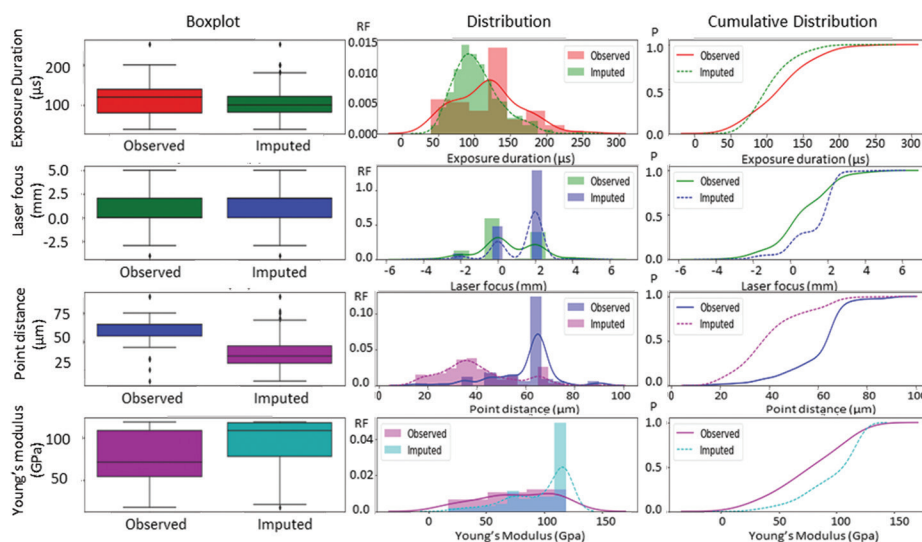 Boxplot Distribution Cumulative Distribution
Exposure Duration (μs)
200
100
Observed Imputed
RF
0.015
0.010
0.005
0.000
Observed
Imputed
0 50 100 150 200 250 300
Exposure duration (μs)
P
1.0
0.5
0.0
Observed
Imputed
0 50 100 150 200 250 300
Exposure duration (μs)
Laser focus (mm)
5.0
2.5
0.0
-2.5
Observed Imputed
RF
1.0
0.5
0.0
Observed
Imputed
-6 -4 -2 0 2 4 6
Laser focus (mm)
P
1.0
0.5
0.0
Observed
Imputed
-6 -4 -2 0 2 4 6
Laser focus (mm)
Point distance (μm)
75
50
25
Observed Imputed
RF
0.10
0.05
0.00
Observed
Imputed
0 20 40 60 80 100
Point distance (μm)
P
1.0
0.5
0.0
Observed
Imputed
0 20 40 60 80 100
Point distance (μm)
Young's modulus (GPa)
100
50
Observed Imputed
RF
0.04
0.02
0.00
Observed
Imputed
0 50 100 150
Young's Modulus (Gpa)
P
1.0
0.5
0.0
Observed
Imputed
0 50 100 150
Young's Modulus (Gpa)